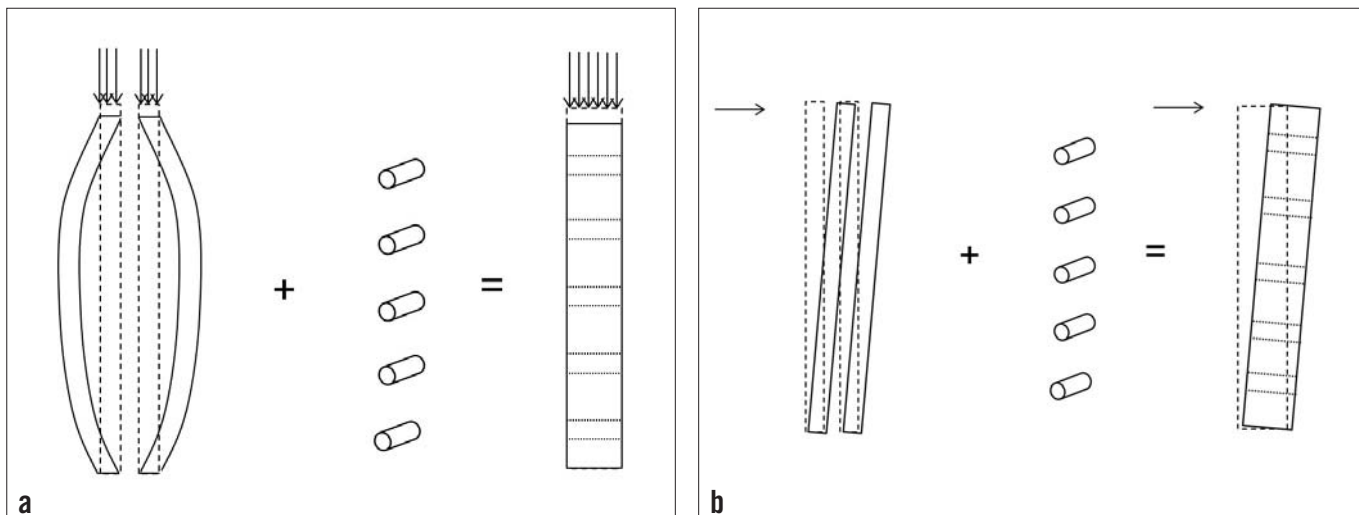 + =
a
+ =
b